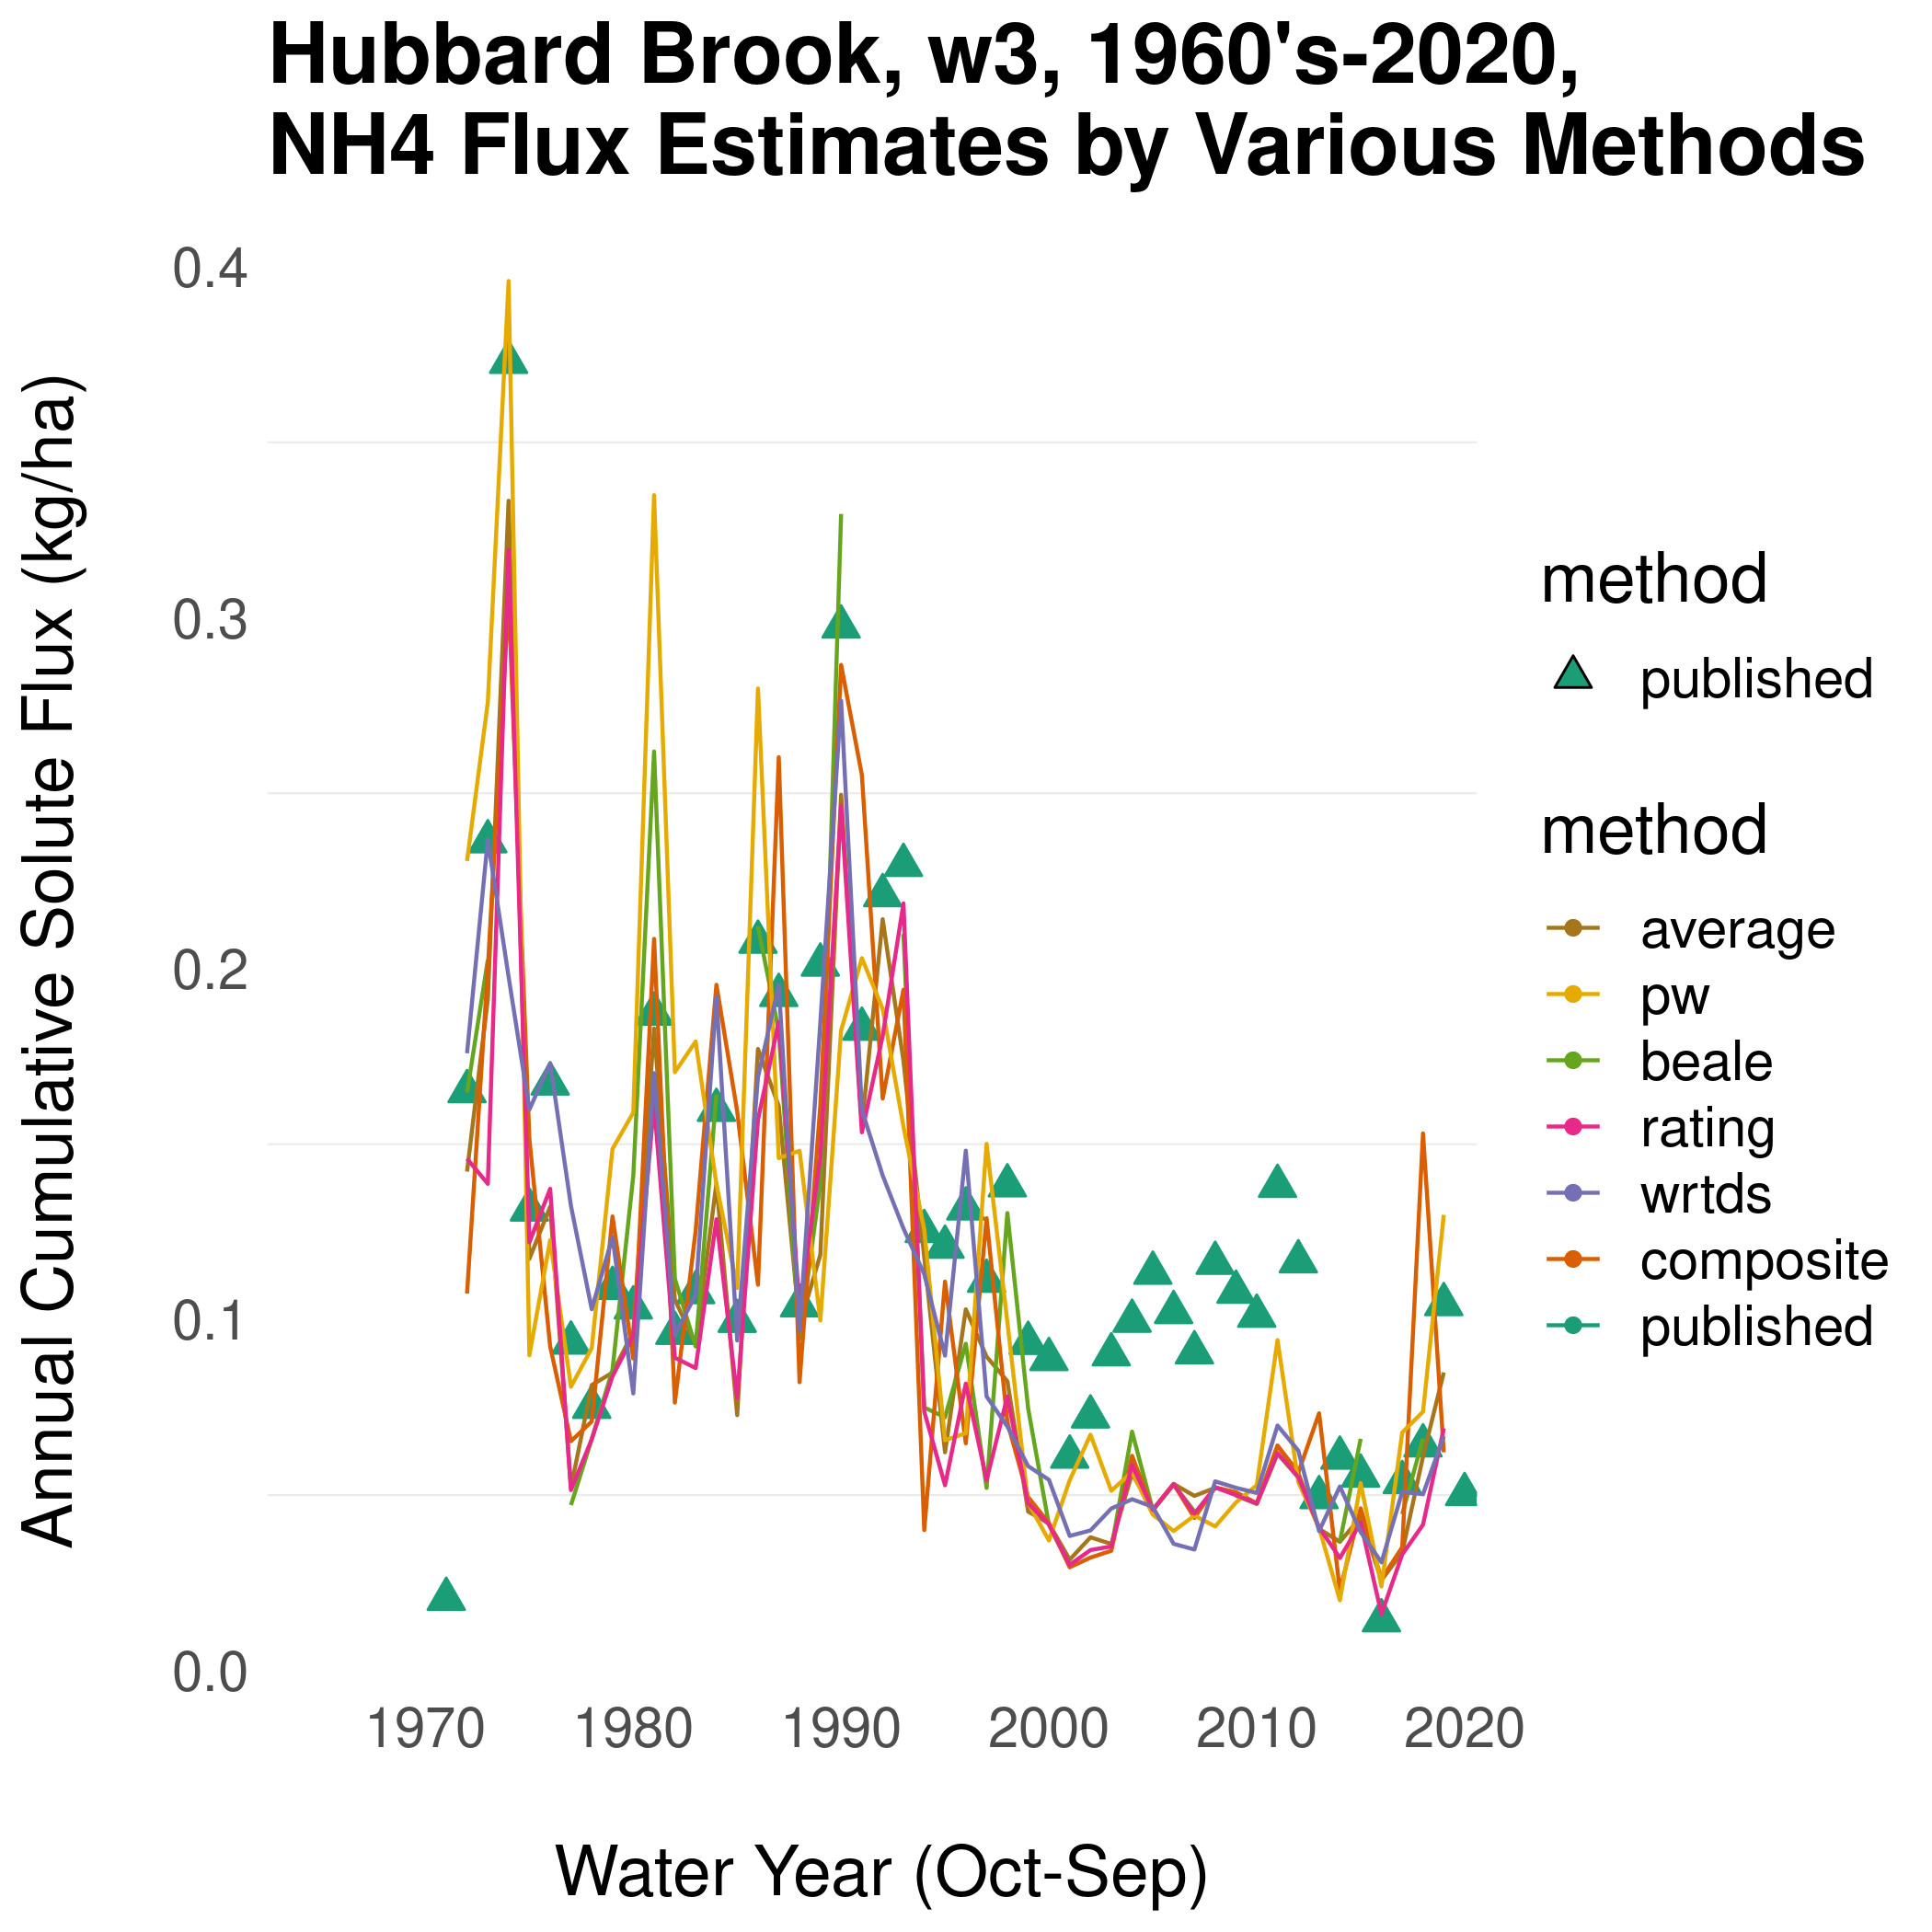 Hubbard Brook, w3, 1960's-2020,
NH4 Flux Estimates by Various Methods
Annual Cumulative Solute Flux (kg/ha)
0.4
0.3
0.2
0.1
0.0
1970 1980 1990 2000 2010 2020
Water Year (Oct-Sep)
method
published
method
average
pw
beale
rating
wrtds
composite
published